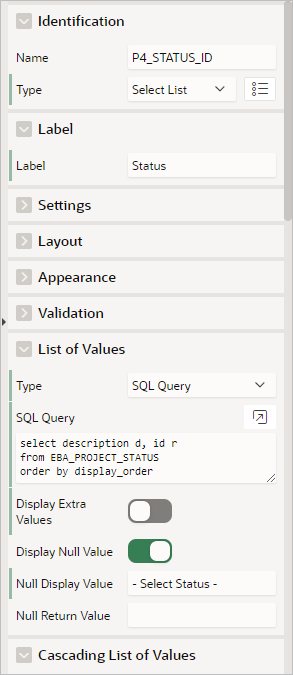 Identification
Name P4_STATUS_ID
Type Select List
Label
Label Status
Settings
Layout
Appearance
Validation
List of Values
Type SQL Query
SQL Query
select description d, id r
from EBA_PROJECT_STATUS
order by display_order
Display Extra
Values
Display Null Value
Null Display Value - Select Status -
Null Return Value
Cascading List of Values